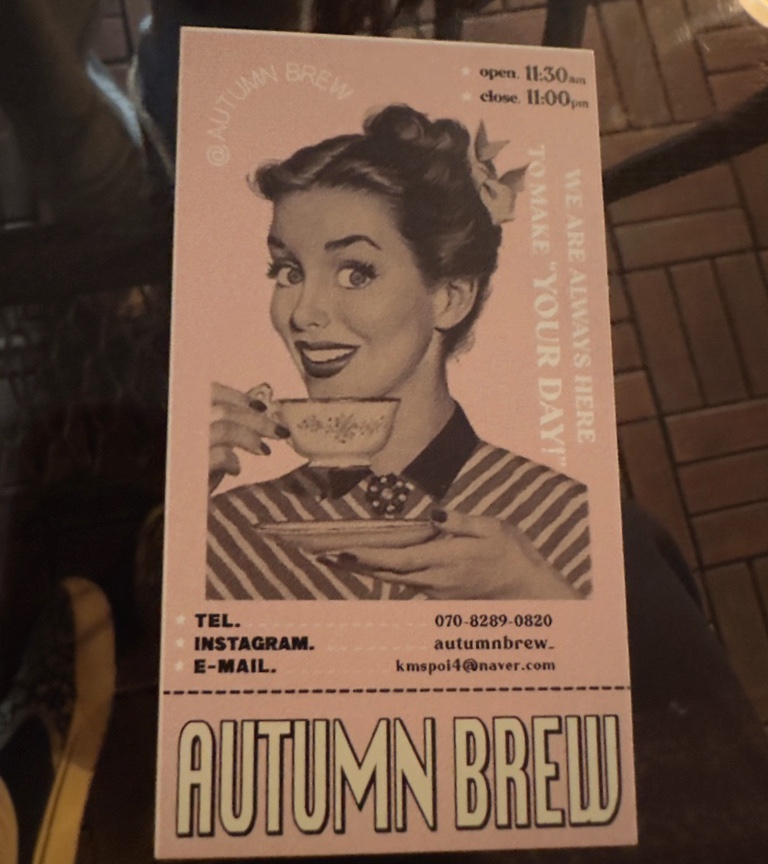 @AUTUMN BREW
open. 11:30am
close. 11:00pm
WE ARE ALWAYS HERE
TO MAKE "YOUR DAY!"
TEL. 070-8289-0820
INSTAGRAM. autumnbrew_
E-MAIL. kmspoi4@naver.com
AUTUMN BREW